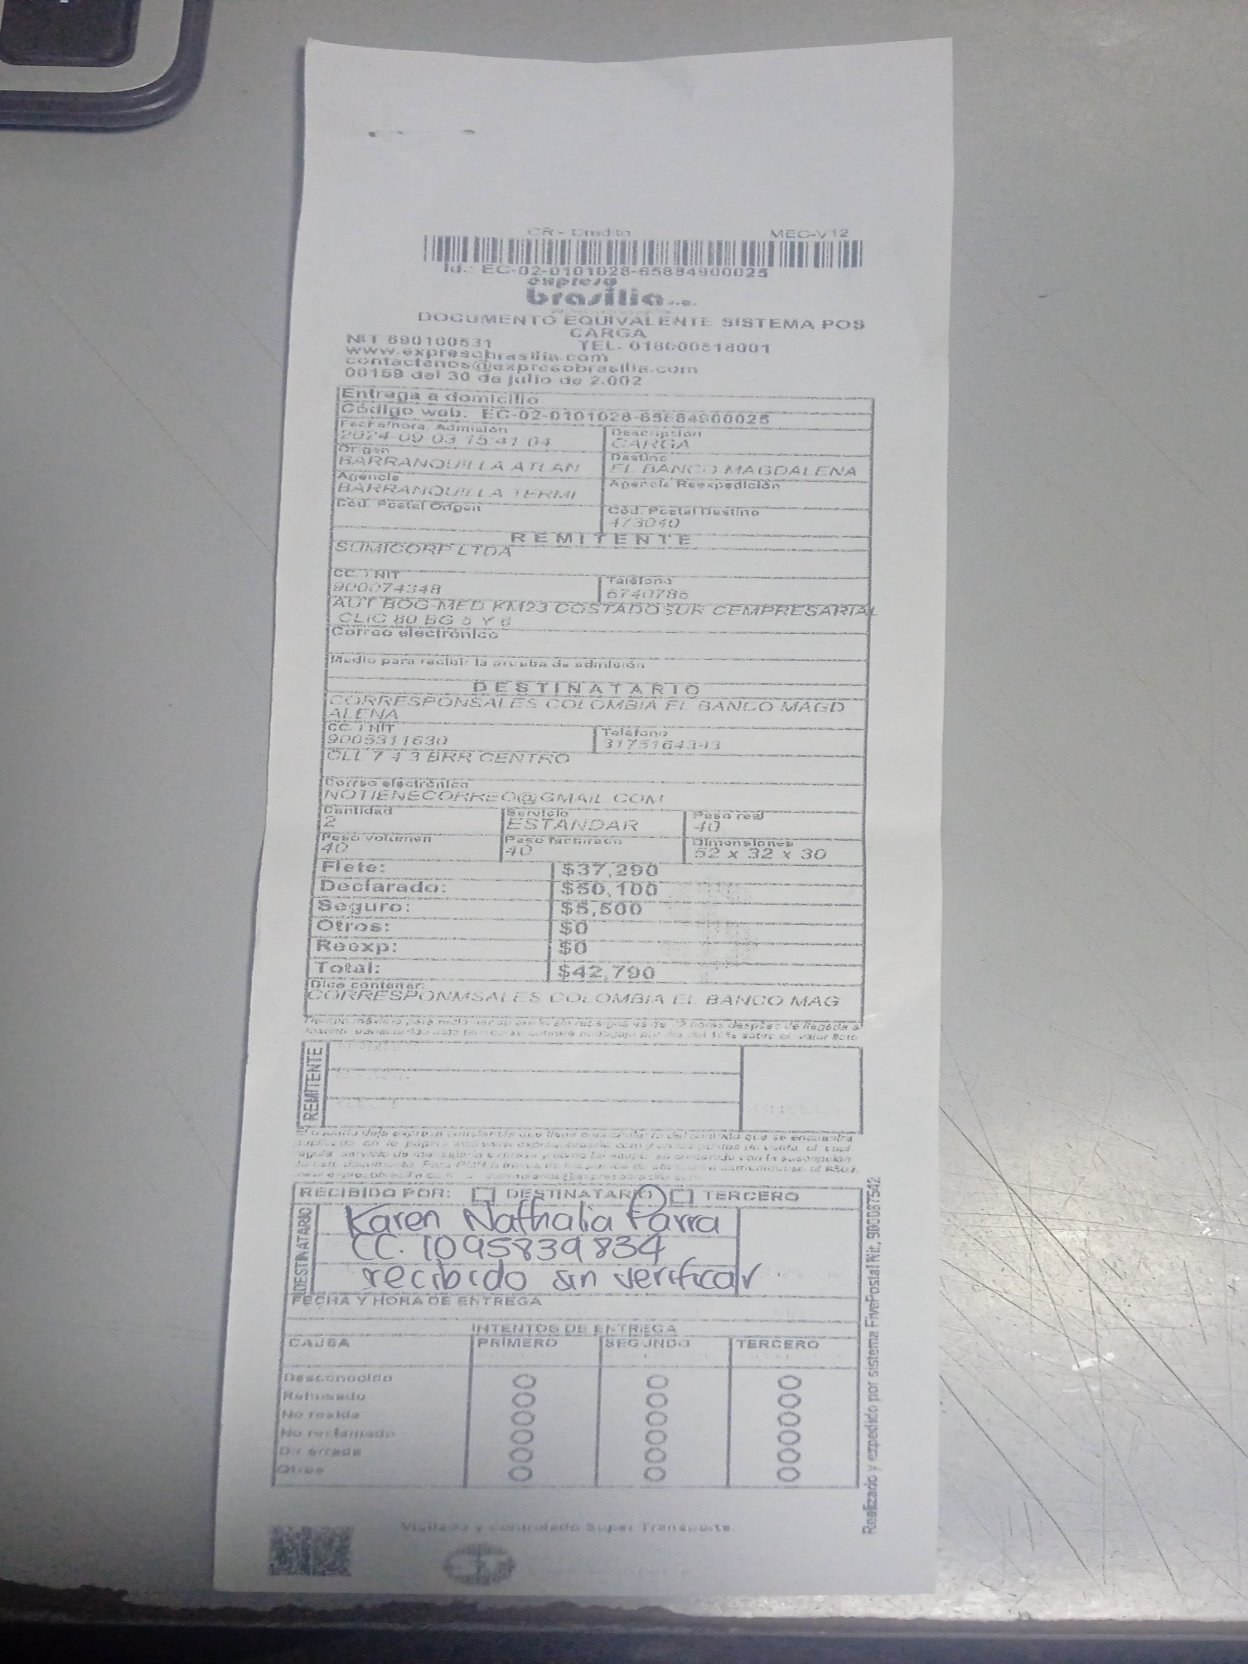 CR - Credito MEC-V12
Id.: EC-02-0101028-65884900025
expreso
brasilia s.a.
DOCUMENTO EQUIVALENTE SISTEMA POS
CARGA
NIT 890100531 TEL. 018000518001
www.expresobrasilia.com
contactenos@expresobrasilia.com
00159 del 30 de julio de 2.002
Entrega a domicilio
Código web: EC-02-0101028-65884900025
Fecha/hora Admisión Descripción
2024-09-03 15:41:04 CARGA
Origen Destino
BARRANQUILLA ATLAN EL BANCO MAGDALENA
Agencia Agencia Reexpedición
BARRANQUILLA TERMI
Cód. Postal Origen Cód. Postal Destino
473040
REMITENTE
SUMICORP LTDA
CC. / NIT Teléfono
900074348 6740786
AUT BOG-MED KM23 COSTADO SUR CEMPRESARIAL
CLIC 80 BG 5 Y 6
Correo electrónico
Medio para recibir la prueba de admisión
DESTINATARIO
CORRESPONSALES COLOMBIA EL BANCO MAGD
ALENA
CC. / NIT Teléfono
9005311630 3175164343
CLL 7 4 3 BRR CENTRO
Correo electrónico
NOTIENECORREO@GMAIL.COM
Cantidad Servicio Peso real
2 ESTANDAR 40
Peso volumen Peso facturado Dimensiones
40 40 52 x 32 x 30
Flete: $37,290
Declarado: $50,100
Seguro: $5,500
Otros: $0
Reexp: $0
Total: $42,790
Dice contener:
CORRESPONMSALES COLOMBIA EL BANCO MAG
REMITENTE
RECIBIDO POR: DESTINATARIO TERCERO
DESTINATARIO
Karen Nathalia Parra
CC. 1095839834
recibido sin verificar
FECHA Y HORA DE ENTREGA
INTENTOS DE ENTREGA
CAUSA PRIMERO SEGUNDO TERCERO
Desconocido
Rehusado
No reside
No reclamado
Dir errada
Otros
Vigilado y controlado Super Transporte
Realizado y expedido por sistema FivePostal Nit. 900087542